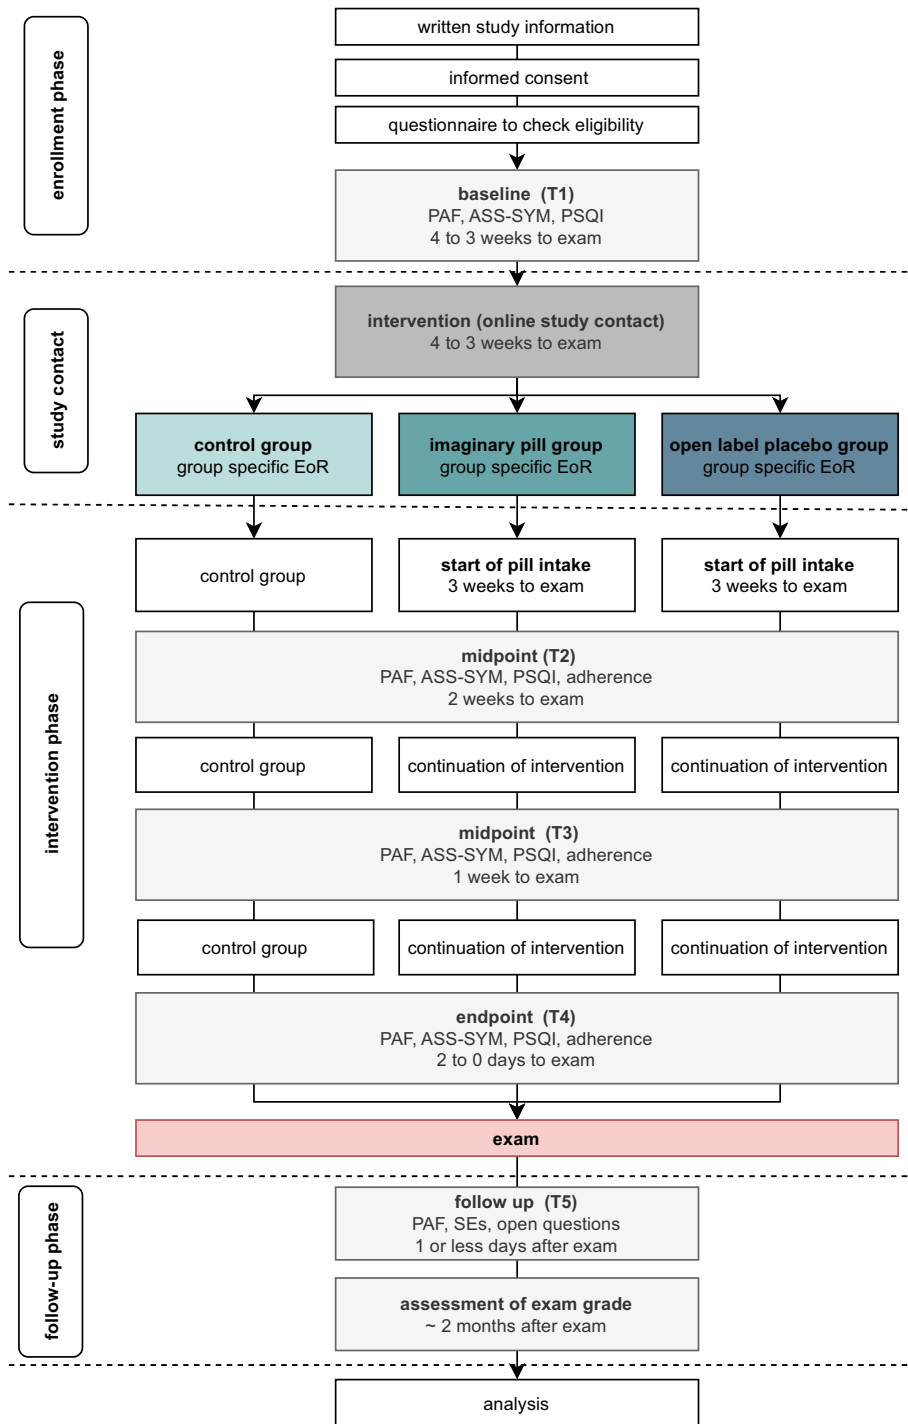 enrollment phase
written study information
informed consent
questionnaire to check eligibility
baseline (T1)
PAF, ASS-SYM, PSQI
4 to 3 weeks to exam
study contact
intervention (online study contact)
4 to 3 weeks to exam
control group
group specific EoR
imaginary pill group
group specific EoR
open label placebo group
group specific EoR
intervention phase
control group
start of pill intake
3 weeks to exam
start of pill intake
3 weeks to exam
midpoint (T2)
PAF, ASS-SYM, PSQI, adherence
2 weeks to exam
control group
continuation of intervention
continuation of intervention
midpoint (T3)
PAF, ASS-SYM, PSQI, adherence
1 week to exam
control group
continuation of intervention
continuation of intervention
endpoint (T4)
PAF, ASS-SYM, PSQI, adherence
2 to 0 days to exam
exam
follow-up phase
follow up (T5)
PAF, SEs, open questions
1 or less days after exam
assessment of exam grade
~ 2 months after exam
analysis